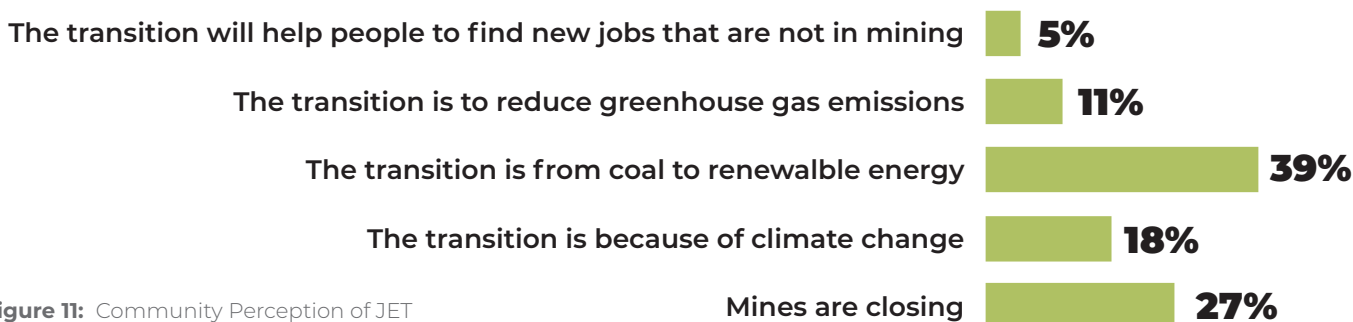 The transition will help people to find new jobs that are not in mining 5%
The transition is to reduce greenhouse gas emissions 11%
The transition is from coal to renewalble energy 39%
The transition is because of climate change 18%
Mines are closing 27%
igure 11: Community Perception of JET